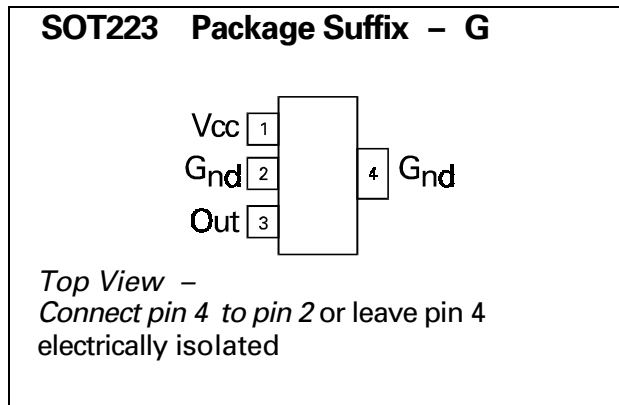 SOT223 Package Suffix – G
Vcc 1
Gnd 2
4 Gnd
Out 3
Top View –
Connect pin 4 to pin 2 or leave pin 4
electrically isolated